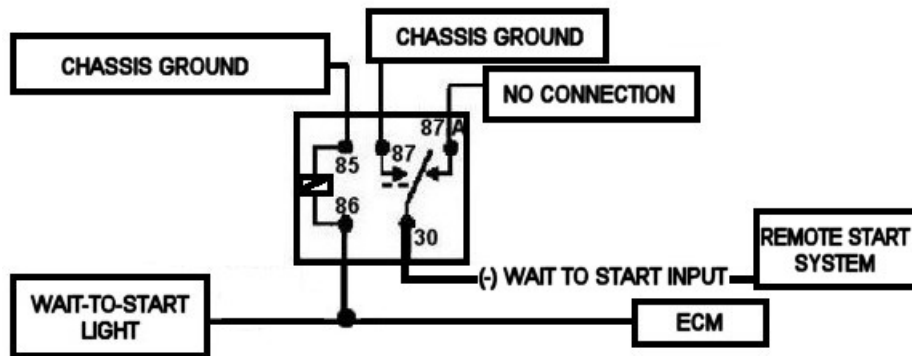 CHASSIS GROUND
CHASSIS GROUND
NO CONNECTION
87 A
87
85
86
30
REMOTE START
SYSTEM
(-) WAIT TO START INPUT
WAIT-TO-START
LIGHT
ECM